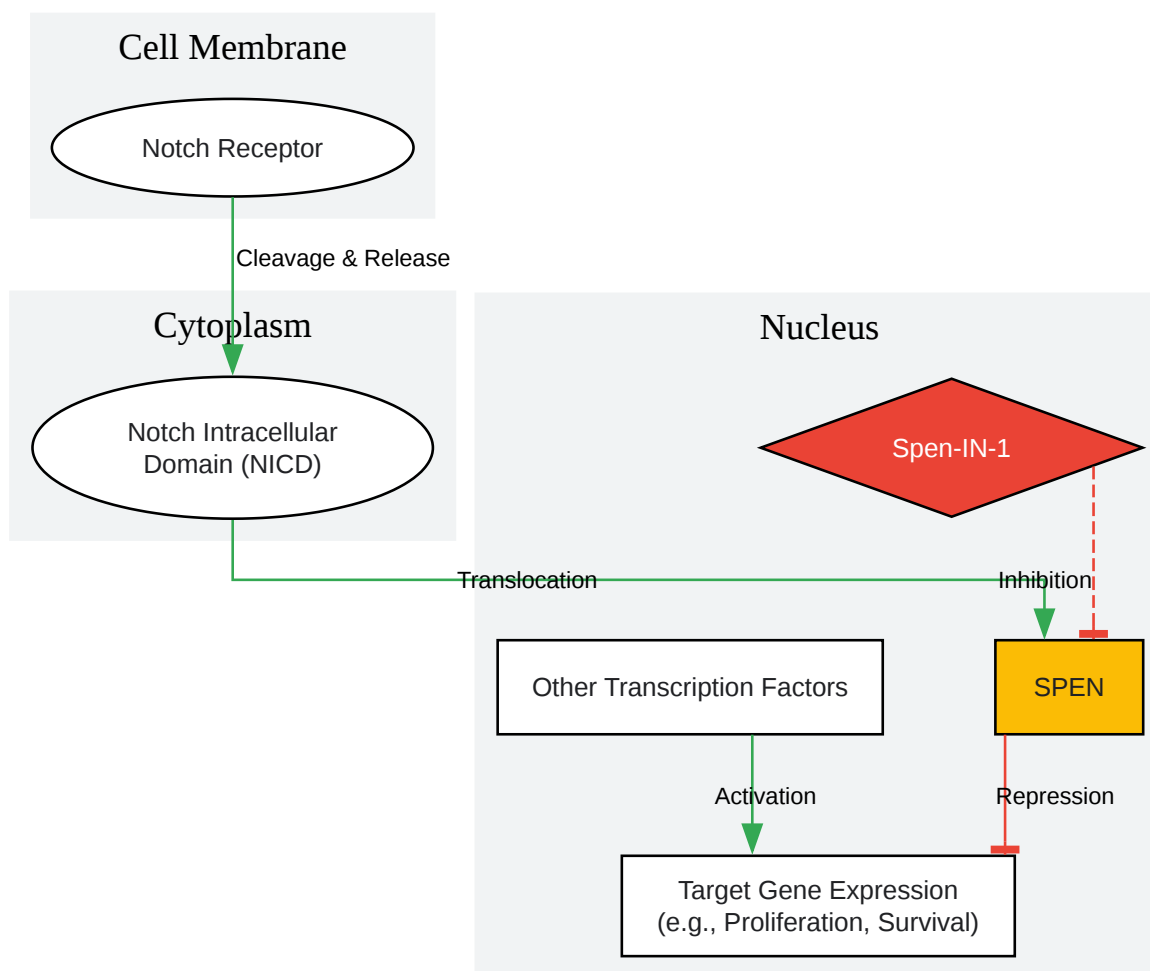 Cell Membrane
Notch Receptor
Cleavage & Release
Cytoplasm
Nucleus
Notch Intracellular
Domain (NICD)
Spen-IN-1
Translocation
Inhibition
Other Transcription Factors
SPEN
Activation
Repression
Target Gene Expression
(e.g., Proliferation, Survival)